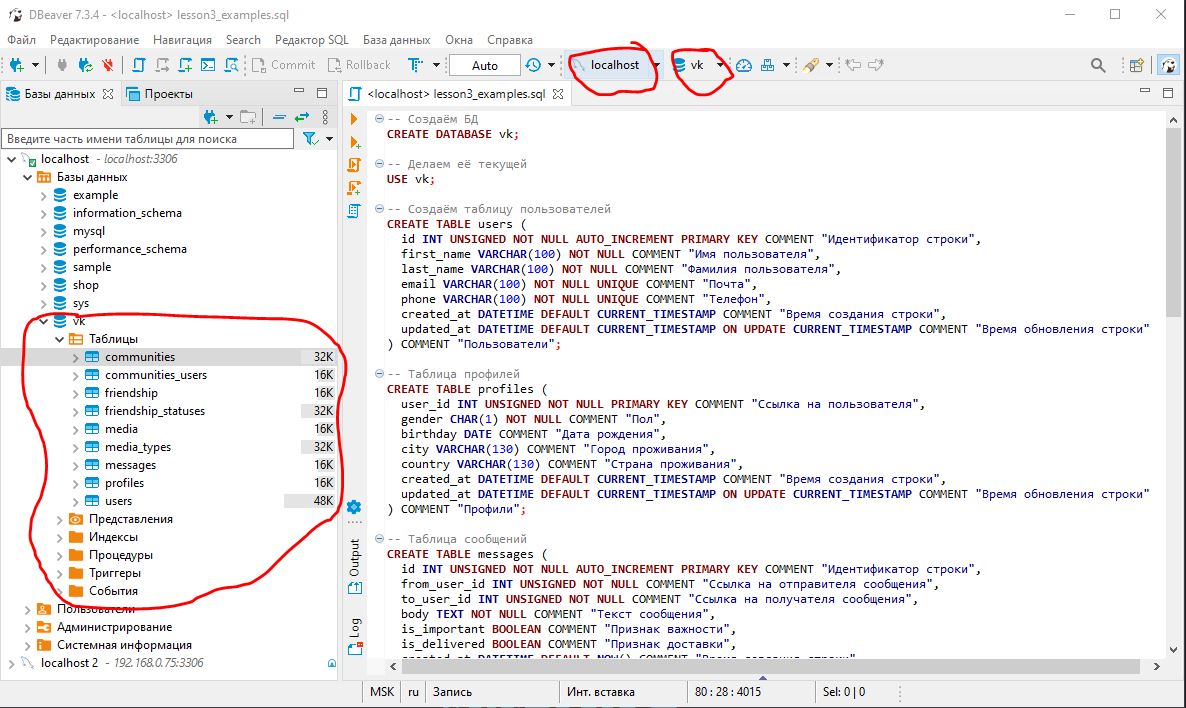 DBeaver 7.3.4 - <localhost> lesson3_examples.sql
Файл Редактирование Навигация Search Редактор SQL База данных Окна Справка
Commit Rollback Auto localhost vk
Базы данных Проекты
Введите часть имени таблицы для поиска
localhost - localhost:3306
Базы данных
example
information_schema
mysql
performance_schema
sample
shop
sys
vk
Таблицы
communities 32K
communities_users 16K
friendship 16K
friendship_statuses 32K
media 16K
media_types 32K
messages 16K
profiles 16K
users 48K
Представления
Индексы
Процедуры
Триггеры
События
Пользователи
Администрирование
Системная информация
localhost 2 - 192.168.0.75:3306
<localhost> lesson3_examples.sql
-- Создаём БД
CREATE DATABASE vk;
-- Делаем её текущей
USE vk;
-- Создаём таблицу пользователей
CREATE TABLE users (
id INT UNSIGNED NOT NULL AUTO_INCREMENT PRIMARY KEY COMMENT "Идентификатор строки",
first_name VARCHAR(100) NOT NULL COMMENT "Имя пользователя",
last_name VARCHAR(100) NOT NULL COMMENT "Фамилия пользователя",
email VARCHAR(100) NOT NULL UNIQUE COMMENT "Почта",
phone VARCHAR(100) NOT NULL UNIQUE COMMENT "Телефон",
created_at DATETIME DEFAULT CURRENT_TIMESTAMP COMMENT "Время создания строки",
updated_at DATETIME DEFAULT CURRENT_TIMESTAMP ON UPDATE CURRENT_TIMESTAMP COMMENT "Время обновления строки"
) COMMENT "Пользователи";
-- Таблица профилей
CREATE TABLE profiles (
user_id INT UNSIGNED NOT NULL PRIMARY KEY COMMENT "Ссылка на пользователя",
gender CHAR(1) NOT NULL COMMENT "Пол",
birthday DATE COMMENT "Дата рождения",
city VARCHAR(130) COMMENT "Город проживания",
country VARCHAR(130) COMMENT "Страна проживания",
created_at DATETIME DEFAULT CURRENT_TIMESTAMP COMMENT "Время создания строки",
updated_at DATETIME DEFAULT CURRENT_TIMESTAMP ON UPDATE CURRENT_TIMESTAMP COMMENT "Время обновления строки"
) COMMENT "Профили";
-- Таблица сообщений
CREATE TABLE messages (
id INT UNSIGNED NOT NULL AUTO_INCREMENT PRIMARY KEY COMMENT "Идентификатор строки",
from_user_id INT UNSIGNED NOT NULL COMMENT "Ссылка на отправителя сообщения",
to_user_id INT UNSIGNED NOT NULL COMMENT "Ссылка на получателя сообщения",
body TEXT NOT NULL COMMENT "Текст сообщения",
is_important BOOLEAN COMMENT "Признак важности",
is_delivered BOOLEAN COMMENT "Признак доставки",
created_at DATETIME DEFAULT NOW() COMMENT "Время создания строки",
Output
Log
MSK ru Запись Инт. вставка 80 : 28 : 4015 Sel: 0 | 0